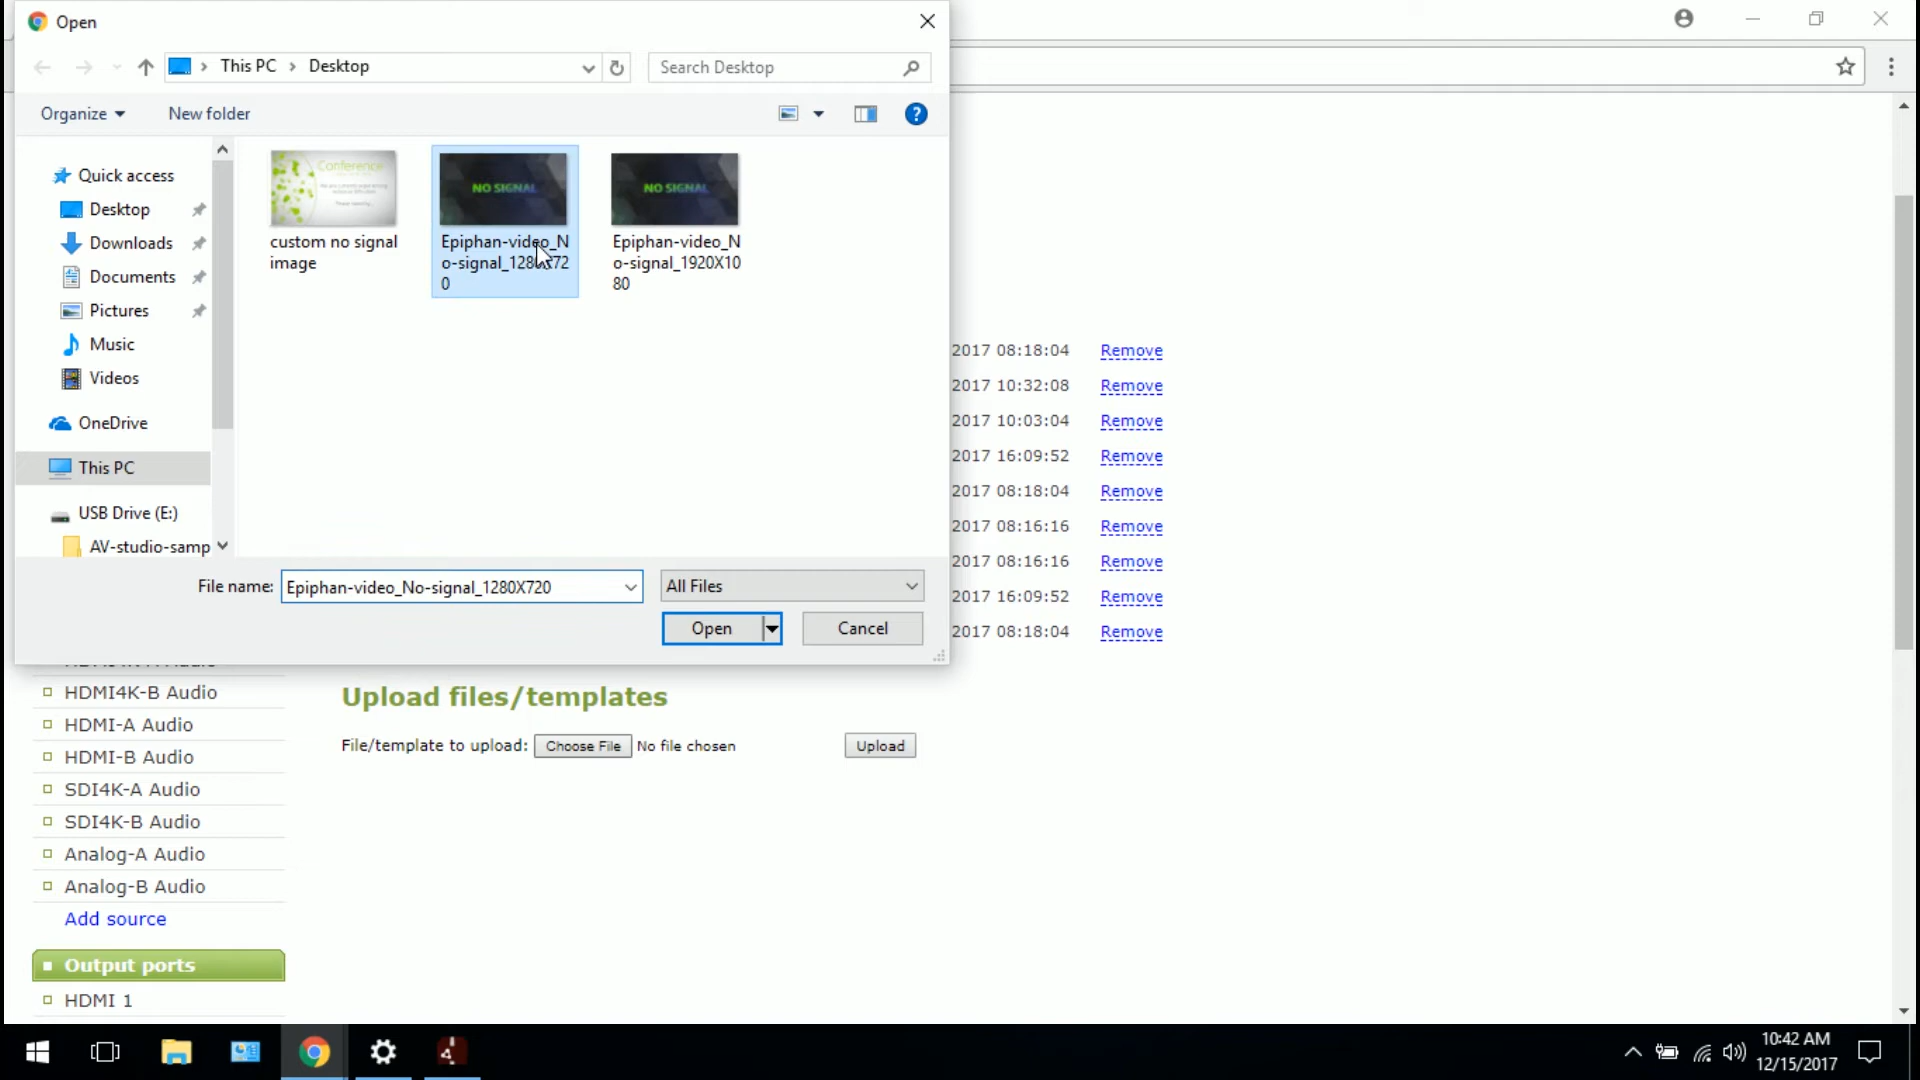 Open
This PC
Desktop
Search Desktop
Organize
New folder
Quick access
Desktop
Downloads
Documents
Pictures
Music
Videos
OneDrive
This PC
USB Drive (E:)
AV-studio-samp
Conference
custom no signal
image
NO SIGNAL
Epiphan-video_N
o-signal_1280X72
0
NO SIGNAL
Epiphan-video_N
o-signal_1920X10
80
File name:
Epiphan-video_No-signal_1280X720
All Files
Open
Cancel
2017 08:18:04 Remove
2017 10:32:08 Remove
2017 10:03:04 Remove
2017 16:09:52 Remove
2017 08:18:04 Remove
2017 08:16:16 Remove
2017 08:16:16 Remove
2017 16:09:52 Remove
2017 08:18:04 Remove
HDMI4K-B Audio
HDMI-A Audio
HDMI-B Audio
SDI4K-A Audio
SDI4K-B Audio
Analog-A Audio
Analog-B Audio
Add source
Output ports
HDMI 1
Upload files/templates
File/template to upload: Choose File No file chosen Upload
10:42 AM
12/15/2017